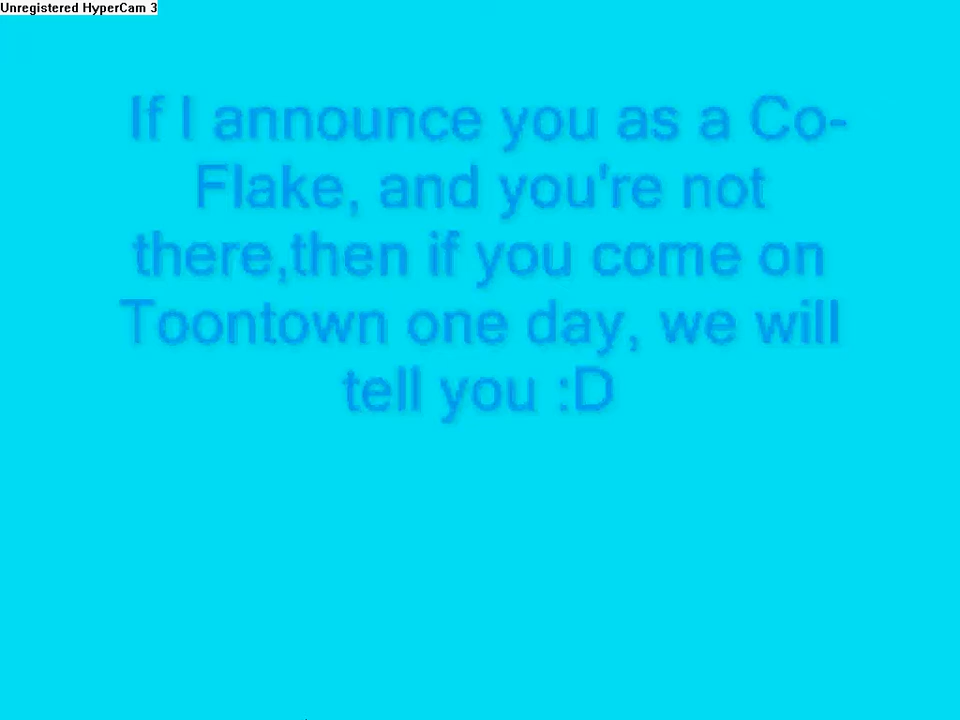 Unregistered HyperCam 3
If I announce you as a Co-
Flake, and you're not
there,then if you come on
Toontown one day, we will
tell you :D